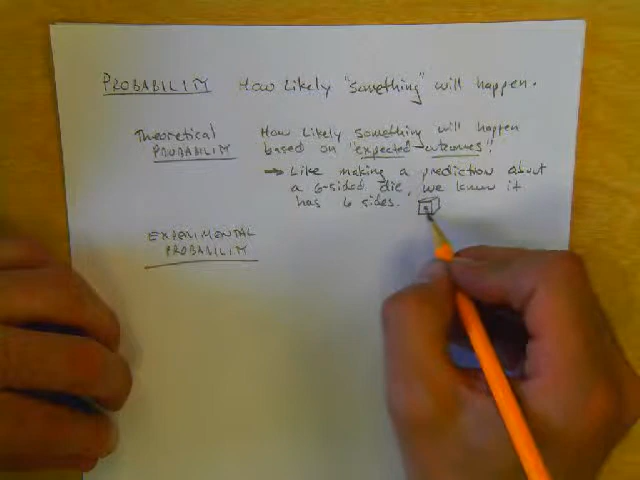 PROBABILITY How Likely "something" will happen.
Theoretical PROBABILITY
How Likely something will happen
based on "expected outcomes"!
→ Like making a prediction about
a 6-sided die, we know it
has 6 sides.
EXPERIMENTAL
PROBABILITY